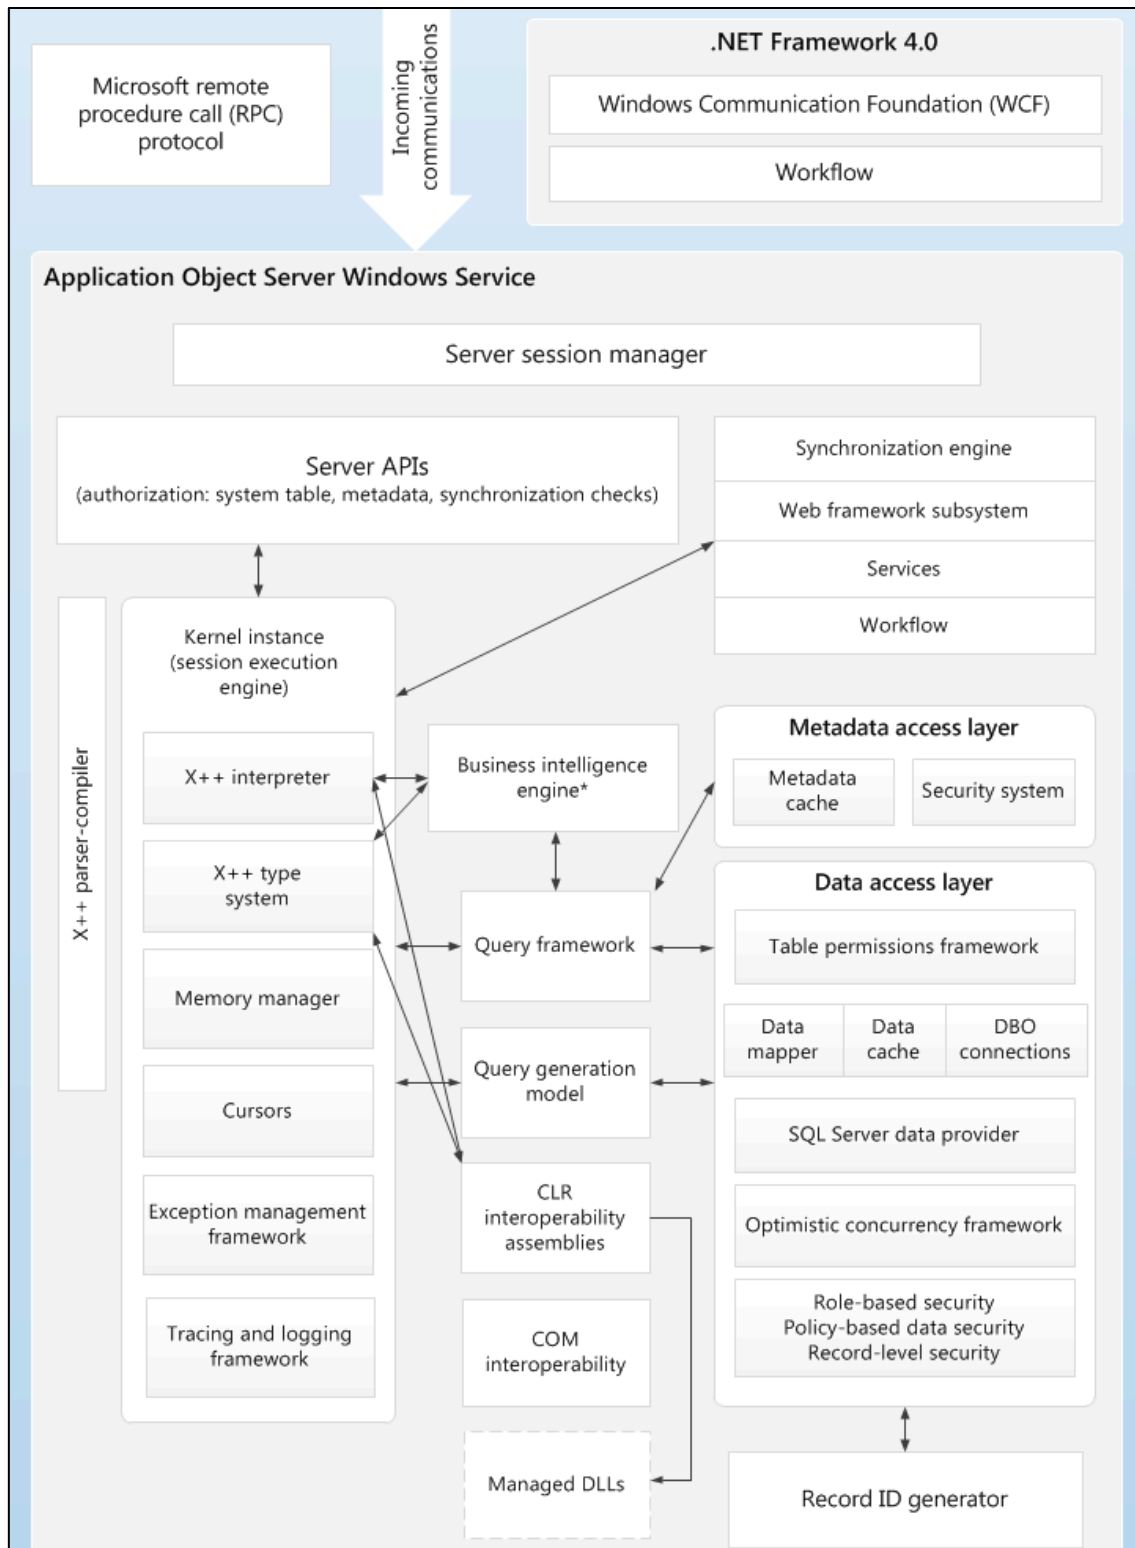 Microsoft remote
procedure call (RPC)
protocol
Incoming
communications
.NET Framework 4.0
Windows Communication Foundation (WCF)
Workflow
Application Object Server Windows Service
Server session manager
Server APIs
(authorization: system table, metadata, synchronization checks)
Synchronization engine
Web framework subsystem
Services
Workflow
X++ parser-compiler
Kernel instance
(session execution
engine)
X++ interpreter
X++ type
system
Memory manager
Cursors
Exception management
framework
Tracing and logging
framework
Business intelligence
engine*
Query framework
Query generation
model
CLR
interoperability
assemblies
COM
interoperability
Managed DLLs
Metadata access layer
Metadata
cache
Security system
Data access layer
Table permissions framework
Data
mapper
Data
cache
DBO
connections
SQL Server data provider
Optimistic concurrency framework
Role-based security
Policy-based data security
Record-level security
Record ID generator